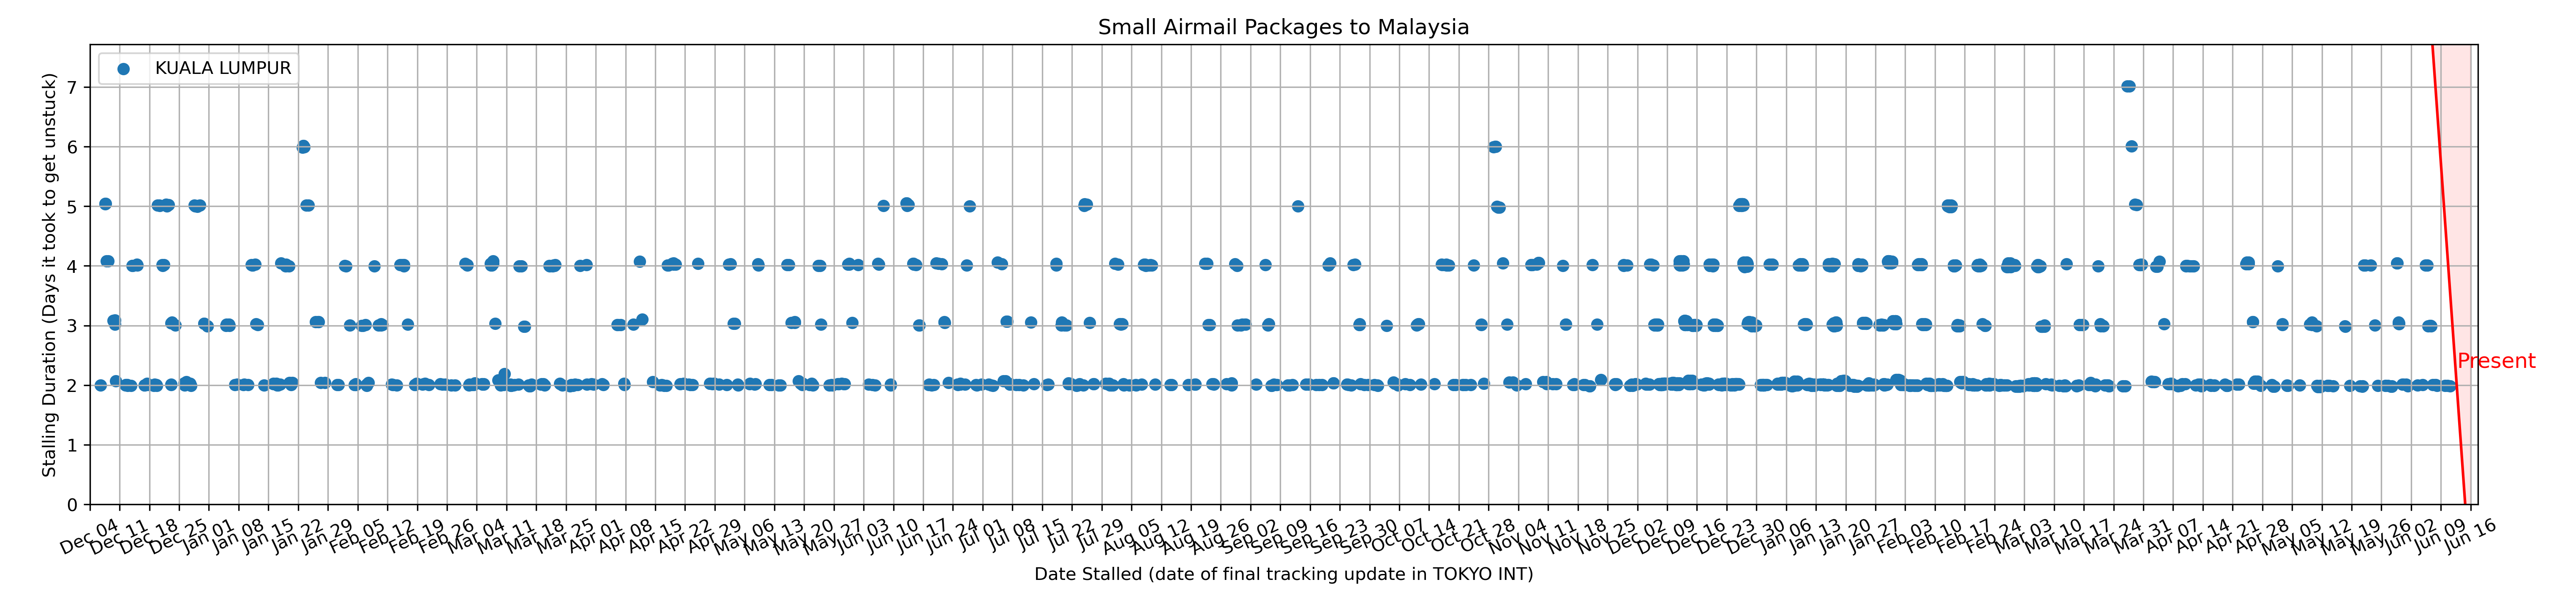 Small Airmail Packages to Malaysia
KUALA LUMPUR
Stalling Duration (Days it took to get unstuck)
7
6
5
4
3
2
1
0
Present
Dec 04
Dec 11
Dec 18
Dec 25
Jan 01
Jan 08
Jan 15
Jan 22
Jan 29
Feb 05
Feb 12
Feb 19
Feb 26
Mar 04
Mar 11
Mar 18
Mar 25
Apr 01
Apr 08
Apr 15
Apr 22
Apr 29
May 06
May 13
May 20
May 27
Jun 03
Jun 10
Jun 17
Jun 24
Jul 01
Jul 08
Jul 15
Jul 22
Jul 29
Aug 05
Aug 12
Aug 19
Aug 26
Sep 02
Sep 09
Sep 16
Sep 23
Sep 30
Oct 07
Oct 14
Oct 21
Oct 28
Nov 04
Nov 11
Nov 18
Nov 25
Dec 02
Dec 09
Dec 16
Dec 23
Dec 30
Jan 06
Jan 13
Jan 20
Jan 27
Feb 03
Feb 10
Feb 17
Feb 24
Mar 03
Mar 10
Mar 17
Mar 24
Mar 31
Apr 07
Apr 14
Apr 21
Apr 28
May 05
May 12
May 19
May 26
Jun 02
Jun 09
Jun 16
Date Stalled (date of final tracking update in TOKYO INT)